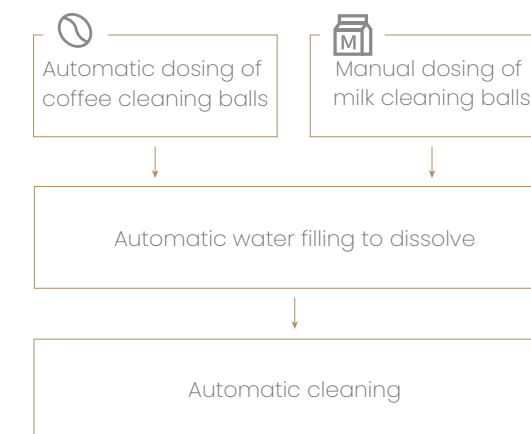 Automatic dosing of
coffee cleaning balls
M
Manual dosing of
milk cleaning balls
Automatic water filling to dissolve
Automatic cleaning